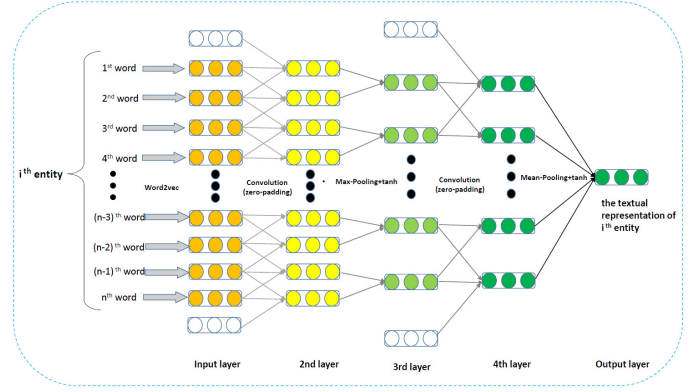 1st word
2nd word
3rd word
4th word
ith entity
Word2vec
Convolution
(zero-padding)
Max-Pooling+tanh
Convolution
(zero-padding)
Mean-Pooling+tanh
the textual
representation of
ith entity
(n-3)th word
(n-2)th word
(n-1)th word
nth word
Input layer
2nd layer
3rd layer
4th layer
Output layer